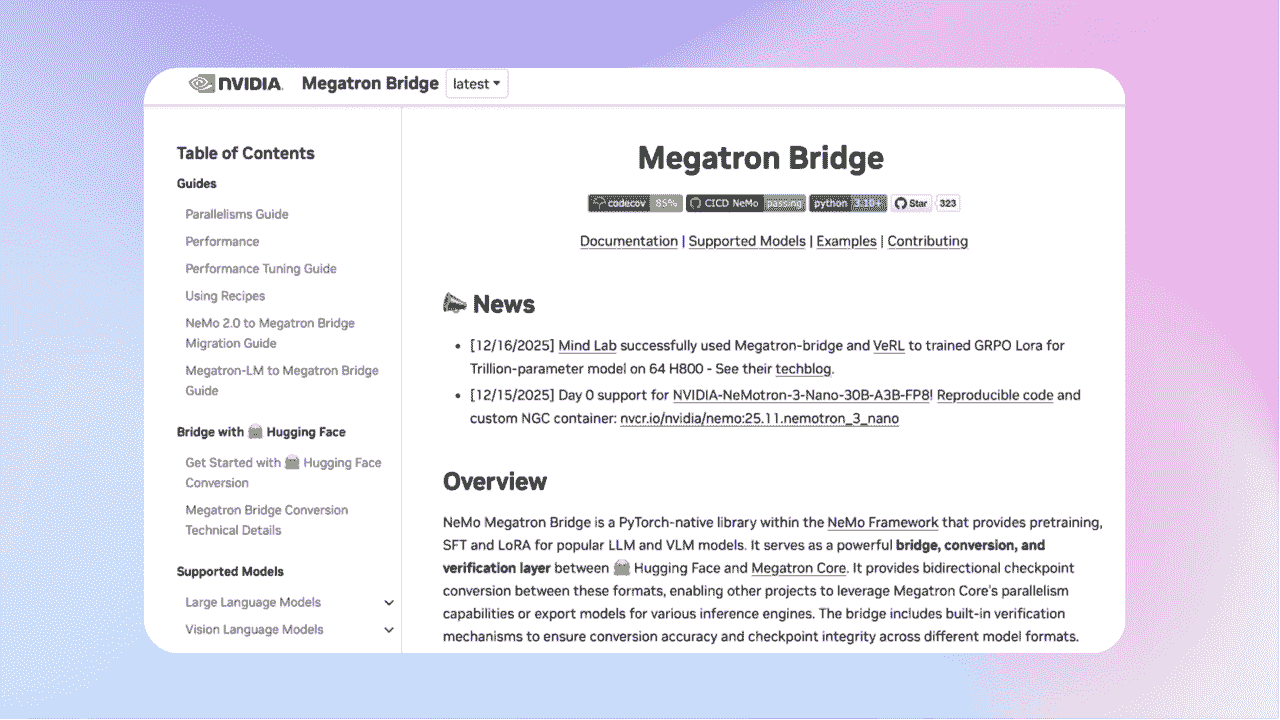 NVIDIA. Megatron Bridge latest
Table of Contents
Guides
Parallelisms Guide
Performance
Performance Tuning Guide
Using Recipes
NeMo 2.0 to Megatron Bridge
Migration Guide
Megatron-LM to Megatron Bridge
Guide
Bridge with 🤗 Hugging Face
Get Started with 🤗 Hugging Face
Conversion
Megatron Bridge Conversion
Technical Details
Supported Models
Large Language Models
Vision Language Models
Megatron Bridge
codecov 85% CICD NeMo passing python 3.10+ Star 323
Documentation | Supported Models | Examples | Contributing
📣 News
• [12/16/2025] Mind Lab successfully used Megatron-bridge and VeRL to trained GRPO Lora for
Trillion-parameter model on 64 H800 - See their techblog.
• [12/15/2025] Day 0 support for NVIDIA-NeMotron-3-Nano-30B-A3B-FP8! Reproducible code and
custom NGC container: nvcr.io/nvidia/nemo:25.11.nemotron_3_nano
Overview
NeMo Megatron Bridge is a PyTorch-native library within the NeMo Framework that provides pretraining,
SFT and LoRA for popular LLM and VLM models. It serves as a powerful bridge, conversion, and
verification layer between 🤗 Hugging Face and Megatron Core. It provides bidirectional checkpoint
conversion between these formats, enabling other projects to leverage Megatron Core's parallelism
capabilities or export models for various inference engines. The bridge includes built-in verification
mechanisms to ensure conversion accuracy and checkpoint integrity across different model formats.